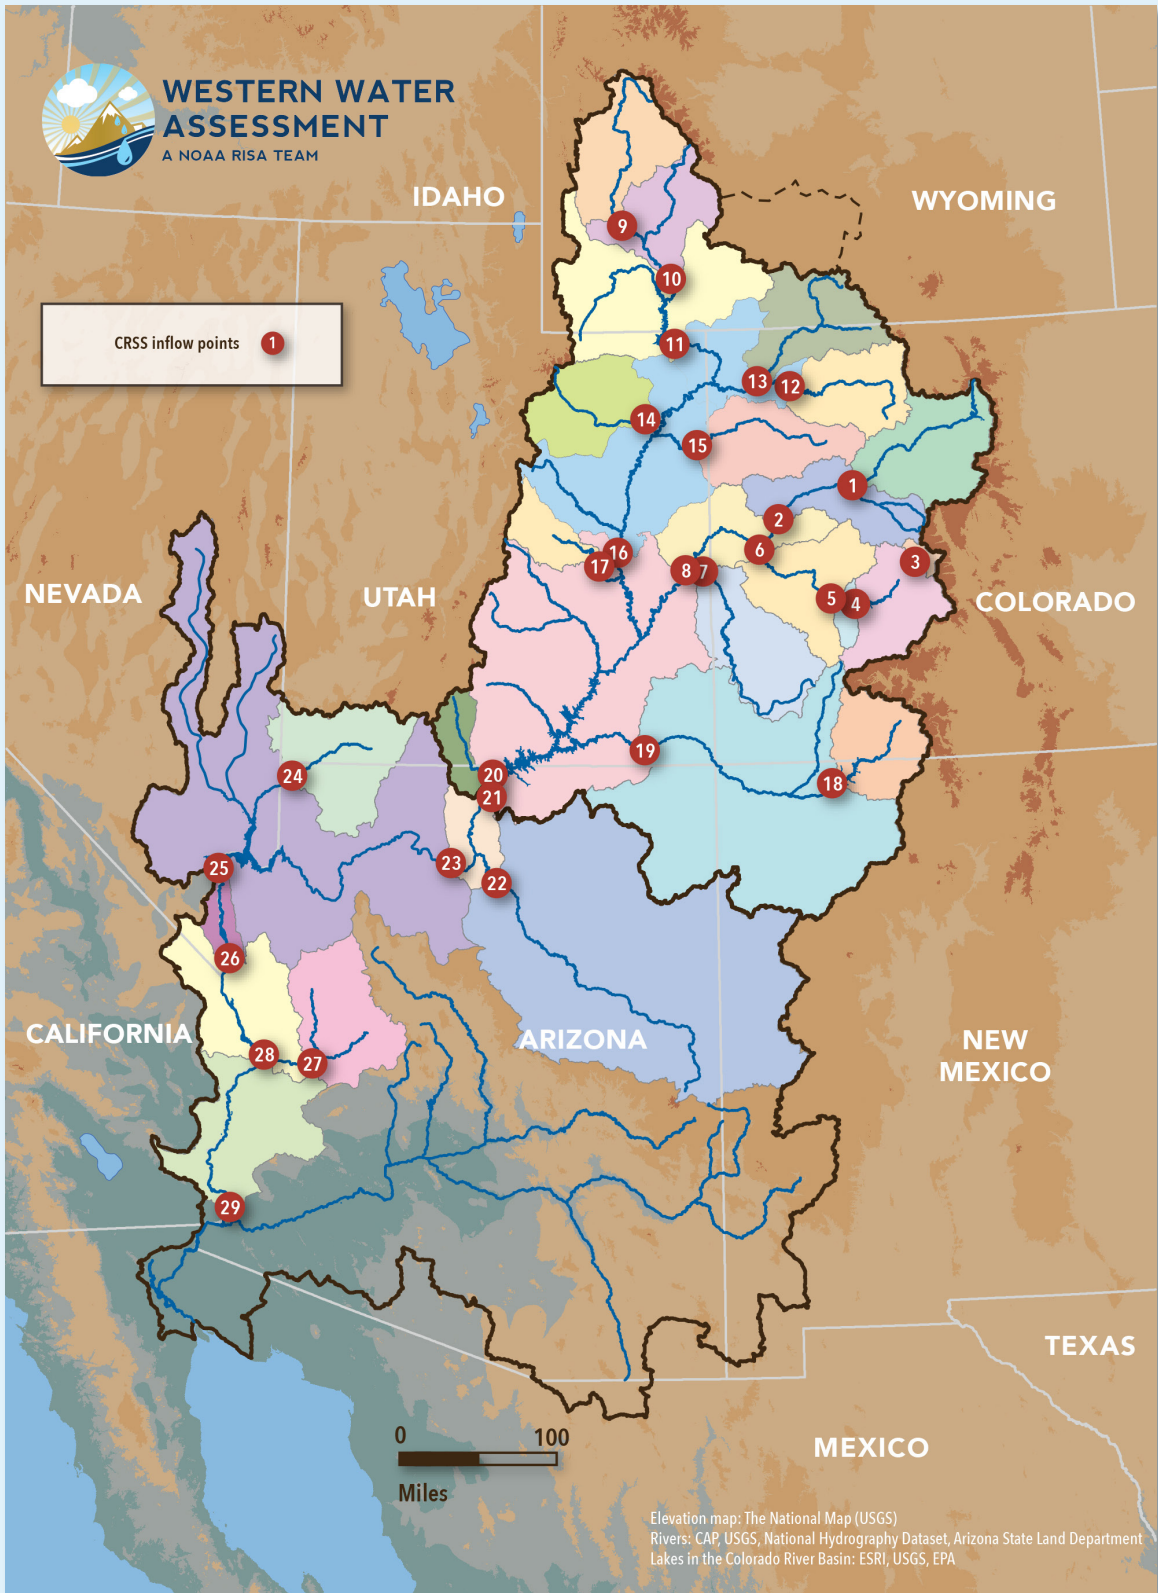 WESTERN WATER
ASSESSMENT
A NOAA RISA TEAM
IDAHO
WYOMING
9
10
CRSS inflow points 1
11
13
12
14
15
1
2
16
6
17
8
7
3
NEVADA
UTAH
5
4
COLORADO
19
24
20
18
21
25
23
22
26
CALIFORNIA
ARIZONA
NEW
MEXICO
28
27
29
TEXAS
0 100
Miles
MEXICO
Elevation map: The National Map (USGS)
Rivers: CAP, USGS, National Hydrography Dataset, Arizona State Land Department
Lakes in the Colorado River Basin: ESRI, USGS, EPA